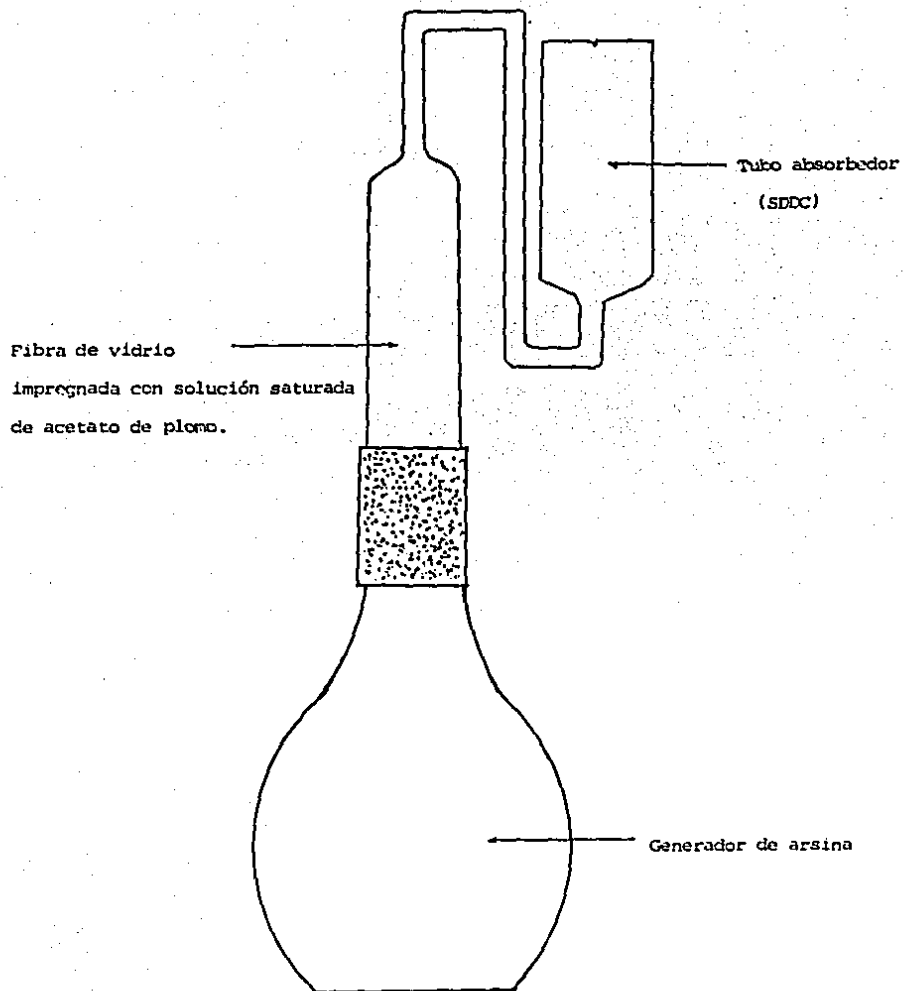 Tubo absorbedor
(SDDC)
Fibra de vidrio
impregnada con solución saturada
de acetato de plomo.
Generador de arsina